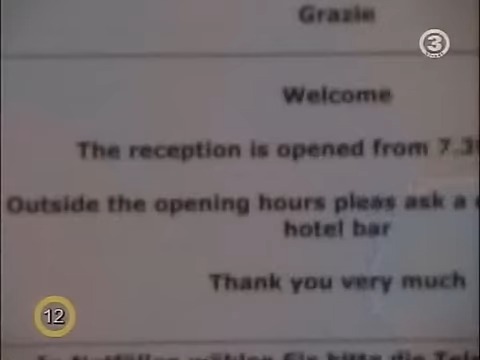 Grazie
3
Welcome
The reception is opened from 7.3
Outside the opening hours pleas ask a
hotel bar
Thank you very much
12